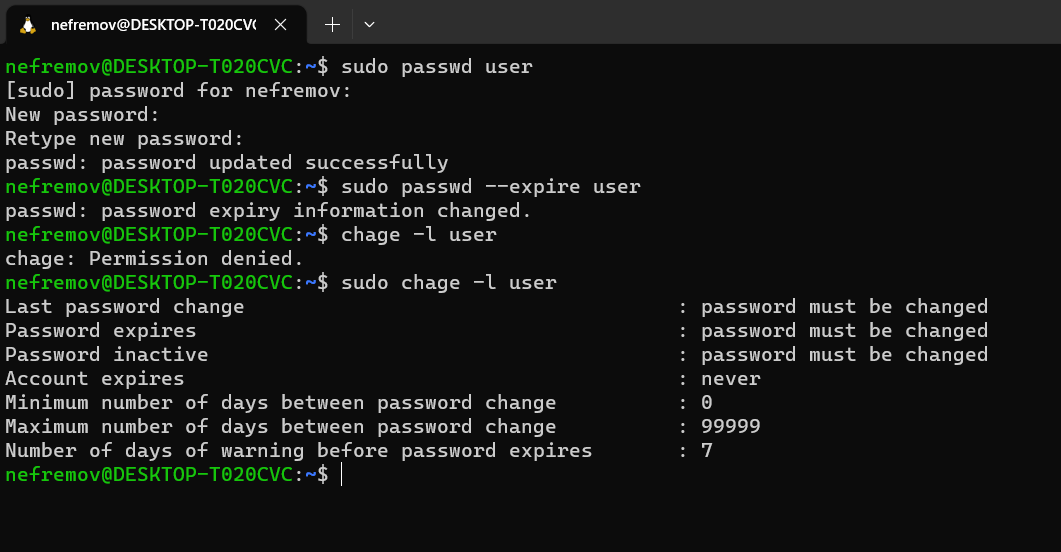 nefremov@DESKTOP-T020CVC
nefremov@DESKTOP-T020CVC:~$ sudo passwd user
[sudo] password for nefremov:
New password:
Retype new password:
passwd: password updated successfully
nefremov@DESKTOP-T020CVC:~$ sudo passwd --expire user
passwd: password expiry information changed.
nefremov@DESKTOP-T020CVC:~$ chage -l user
chage: Permission denied.
nefremov@DESKTOP-T020CVC:~$ sudo chage -l user
Last password change : password must be changed
Password expires : password must be changed
Password inactive : password must be changed
Account expires : never
Minimum number of days between password change : 0
Maximum number of days between password change : 99999
Number of days of warning before password expires : 7
nefremov@DESKTOP-T020CVC:~$